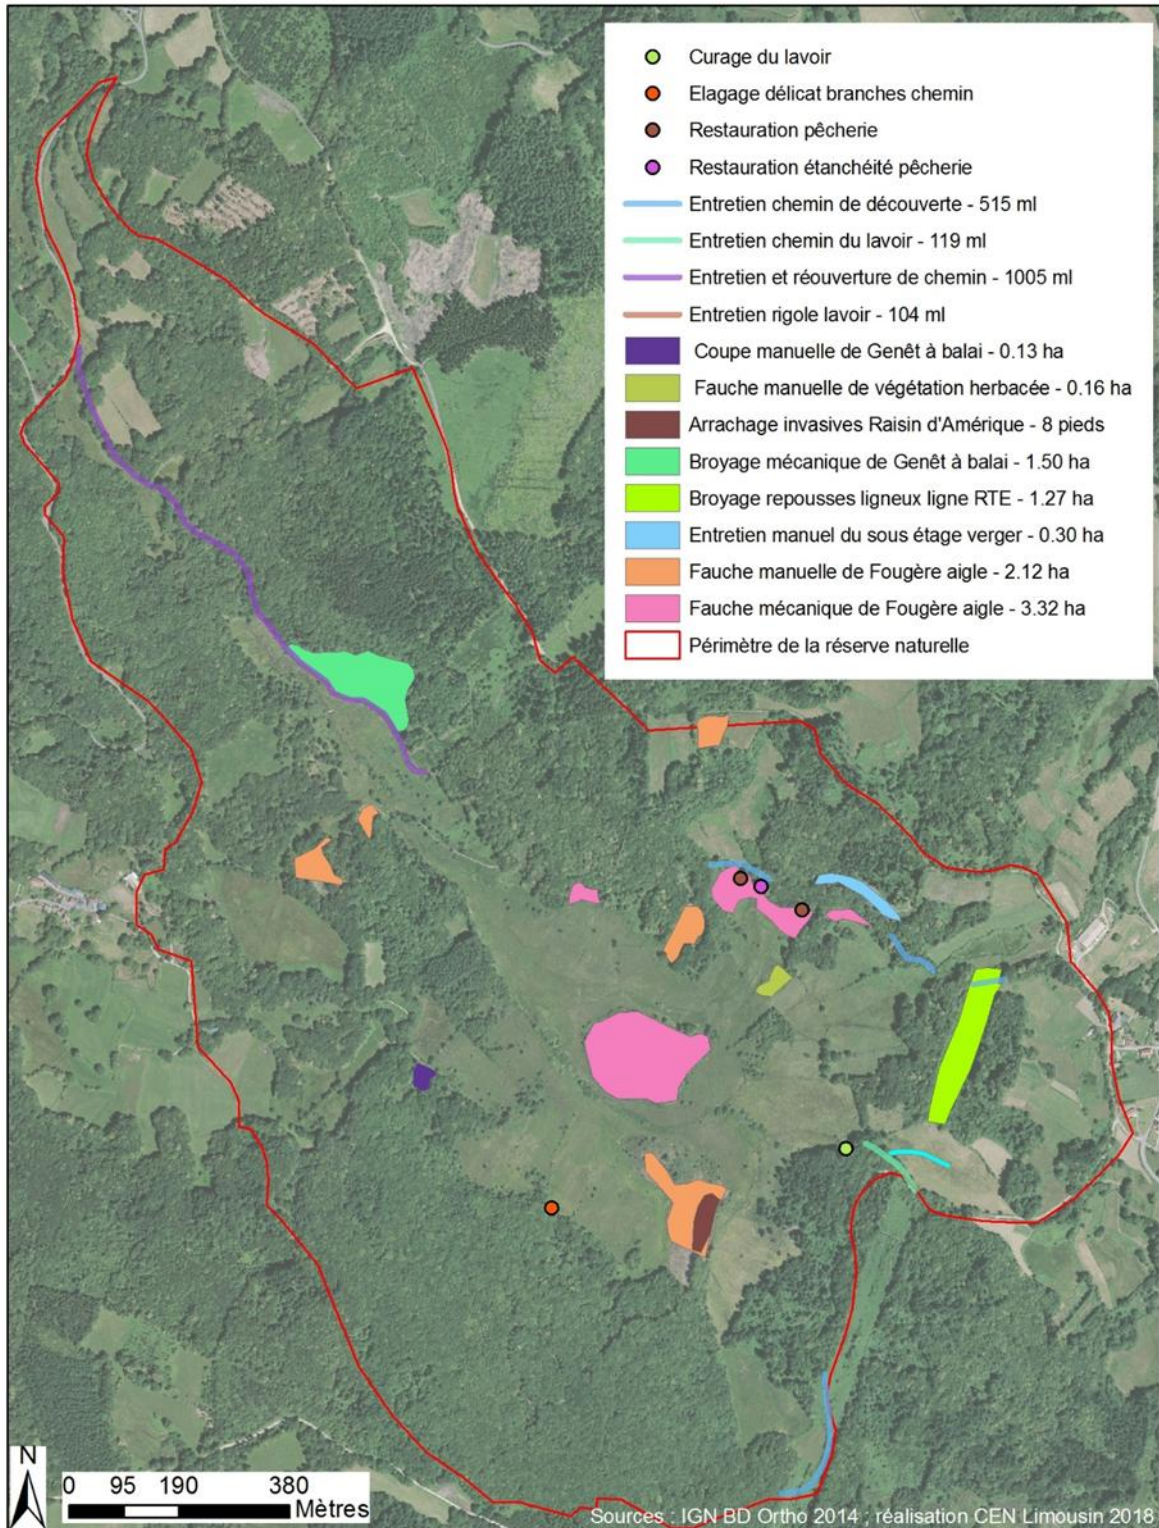 Curage du lavoir
Elagage délicat branches chemin
Restauration pêcherie
Restauration étanchéité pêcherie
Entretien chemin de découverte - 515 ml
Entretien chemin du lavoir - 119 ml
Entretien et réouverture de chemin - 1005 ml
Entretien rigole lavoir - 104 ml
Coupe manuelle de Genêt à balai - 0.13 ha
Fauche manuelle de végétation herbacée - 0.16 ha
Arrachage invasives Raisin d'Amérique - 8 pieds
Broyage mécanique de Genêt à balai - 1.50 ha
Broyage repousses ligneux ligne RTE - 1.27 ha
Entretien manuel du sous étage verger - 0.30 ha
Fauche manuelle de Fougère aigle - 2.12 ha
Fauche mécanique de Fougère aigle - 3.32 ha
Périmètre de la réserve naturelle
N
0 95 190 380
Mètres
Sources : IGN BD Ortho 2014 ; réalisation CEN Limousin 2018